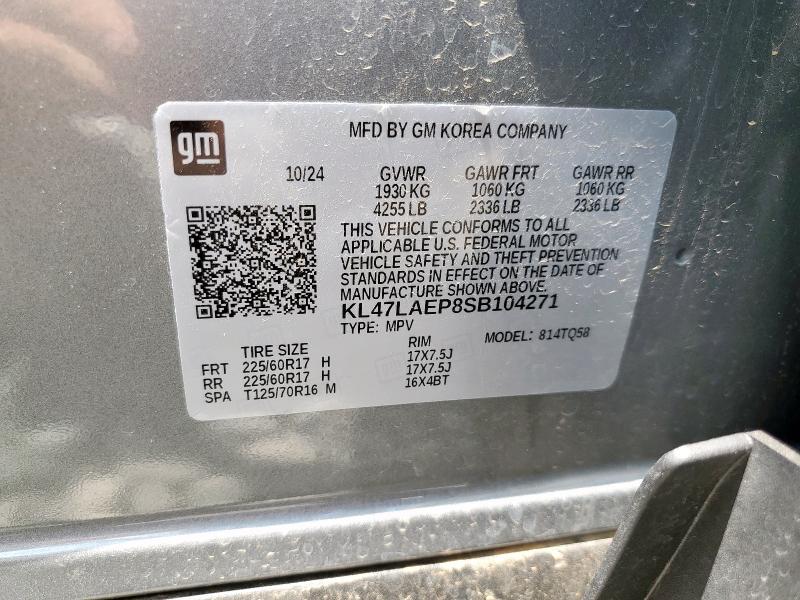 gm
MFD BY GM KOREA COMPANY
10/24 GVWR GAWR FRT GAWR RR
1930 KG 1060 KG 1060 KG
4255 LB 2336 LB 2336 LB
THIS VEHICLE CONFORMS TO ALL
APPLICABLE U.S. FEDERAL MOTOR
VEHICLE SAFETY AND THEFT PREVENTION
STANDARDS IN EFFECT ON THE DATE OF
MANUFACTURE SHOWN ABOVE.
KL47LAEP8SB104271
TYPE: MPV MODEL: 814TQ58
TIRE SIZE RIM
FRT 225/60R17 H 17X7.5J
RR 225/60R17 H 17X7.5J
SPA T125/70R16 M 16X4BT